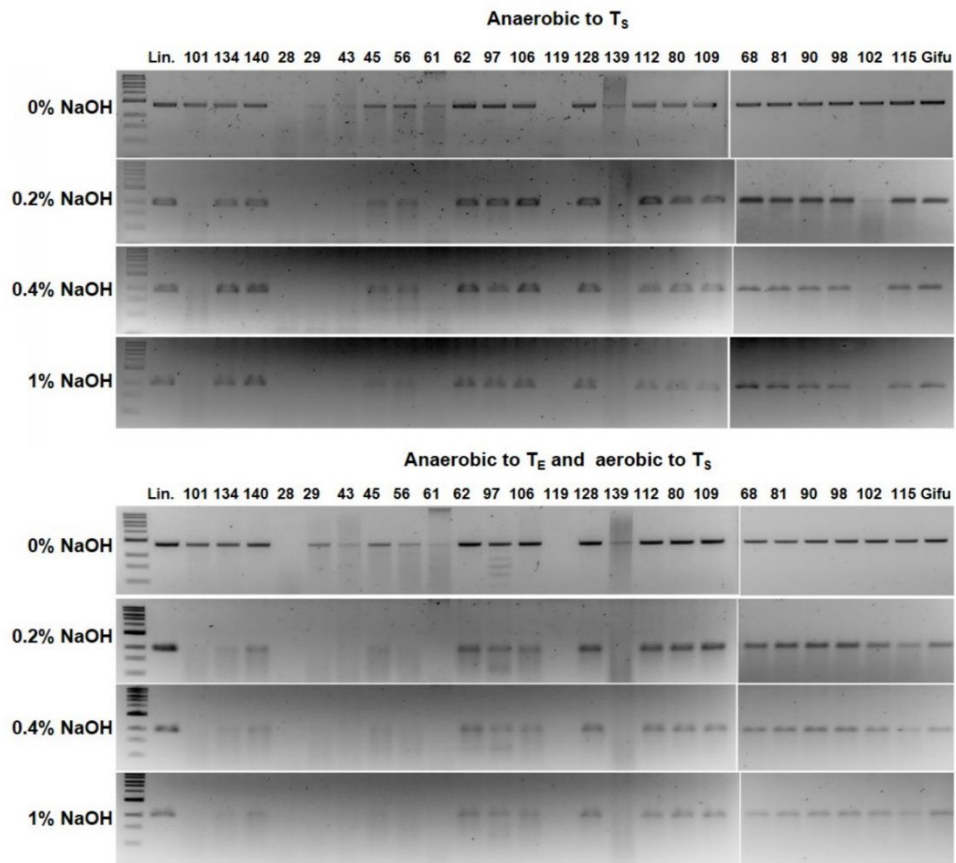 Anaerobic to TS
Lin. 101 134 140 28 29 43 45 56 61 62 97 106 119 128 139 112 80 109 68 81 90 98 102 115 Gifu
0% NaOH
0.2% NaOH
0.4% NaOH
1% NaOH
Anaerobic to TE and aerobic to TS
Lin. 101 134 140 28 29 43 45 56 61 62 97 106 119 128 139 112 80 109 68 81 90 98 102 115 Gifu
0% NaOH
0.2% NaOH
0.4% NaOH
1% NaOH